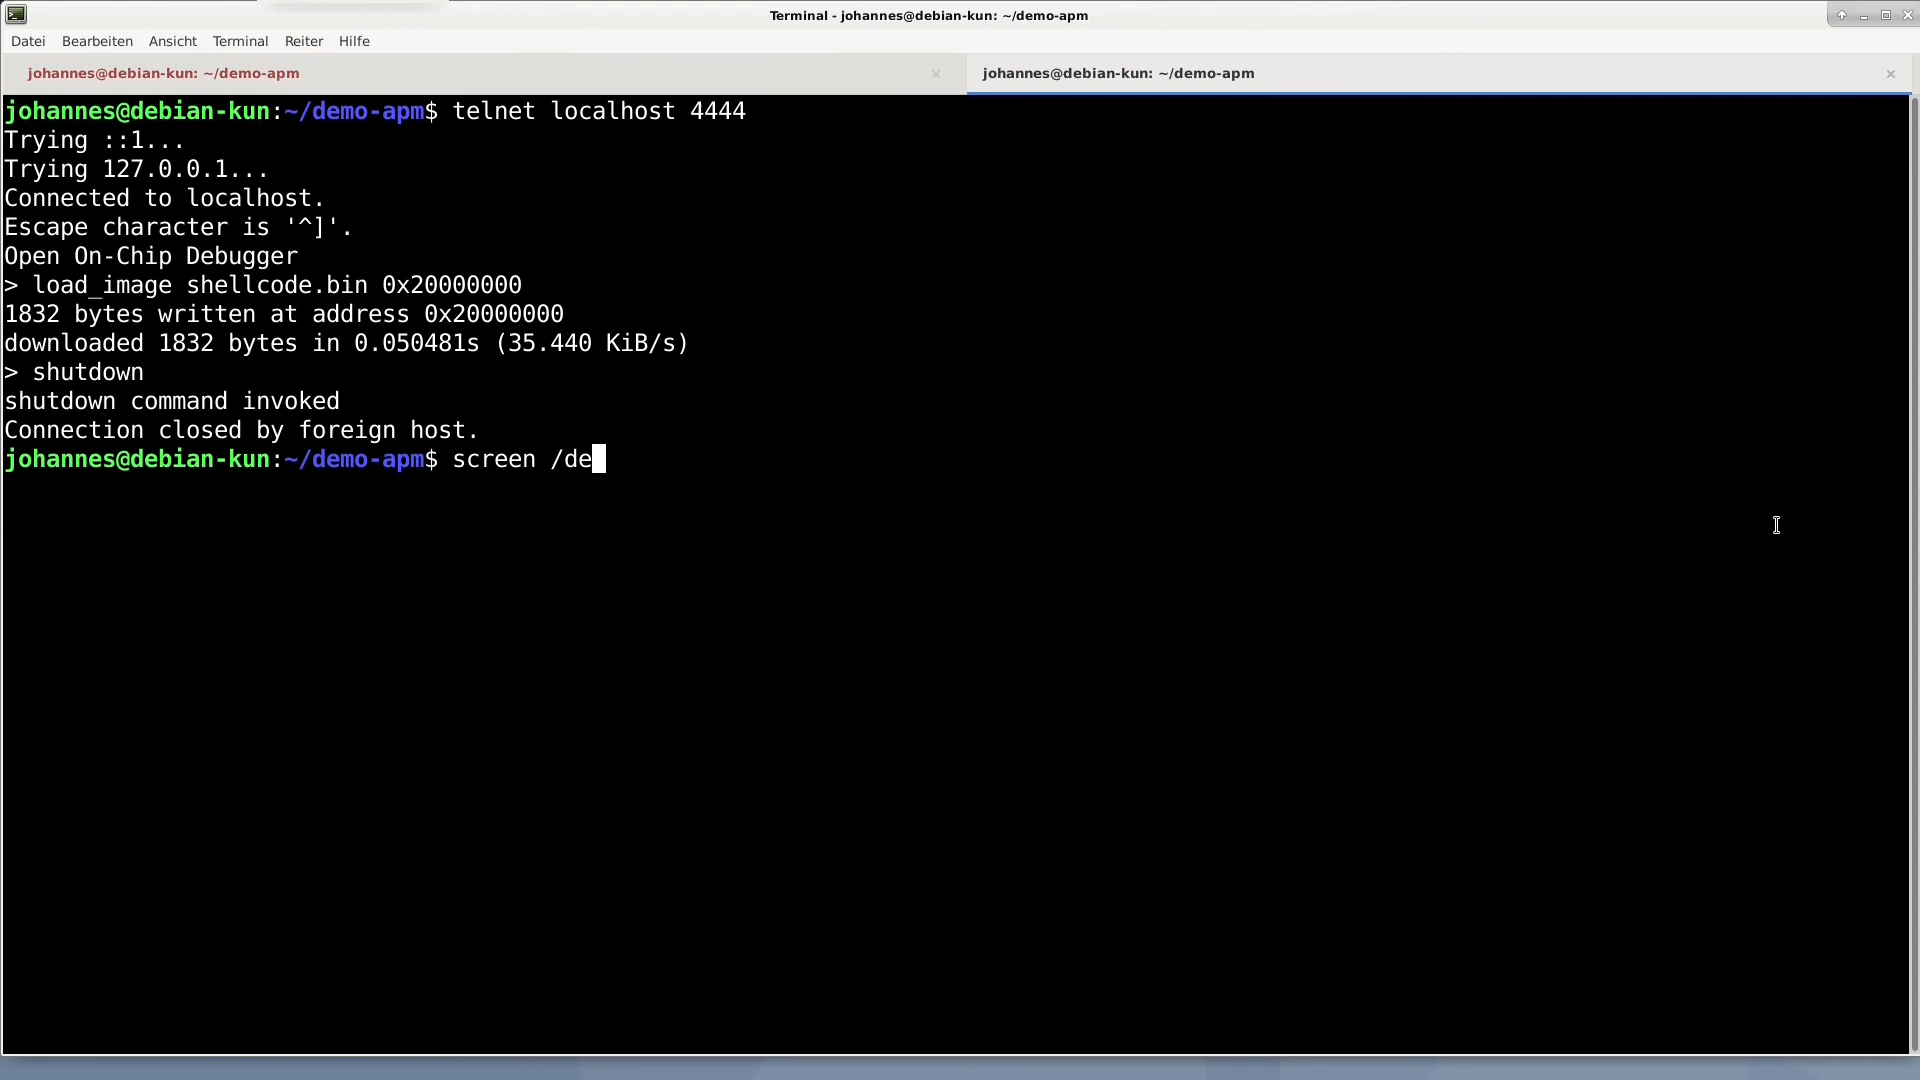 Terminal - johannes@debian-kun: ~/demo-apm
Datei Bearbeiten Ansicht Terminal Reiter Hilfe
johannes@debian-kun: ~/demo-apm × johannes@debian-kun: ~/demo-apm ×
johannes@debian-kun:~/demo-apm$ telnet localhost 4444
Trying ::1...
Trying 127.0.0.1...
Connected to localhost.
Escape character is '^]'.
Open On-Chip Debugger
> load_image shellcode.bin 0x20000000
1832 bytes written at address 0x20000000
downloaded 1832 bytes in 0.050481s (35.440 KiB/s)
> shutdown
shutdown command invoked
Connection closed by foreign host.
johannes@debian-kun:~/demo-apm$ screen /de